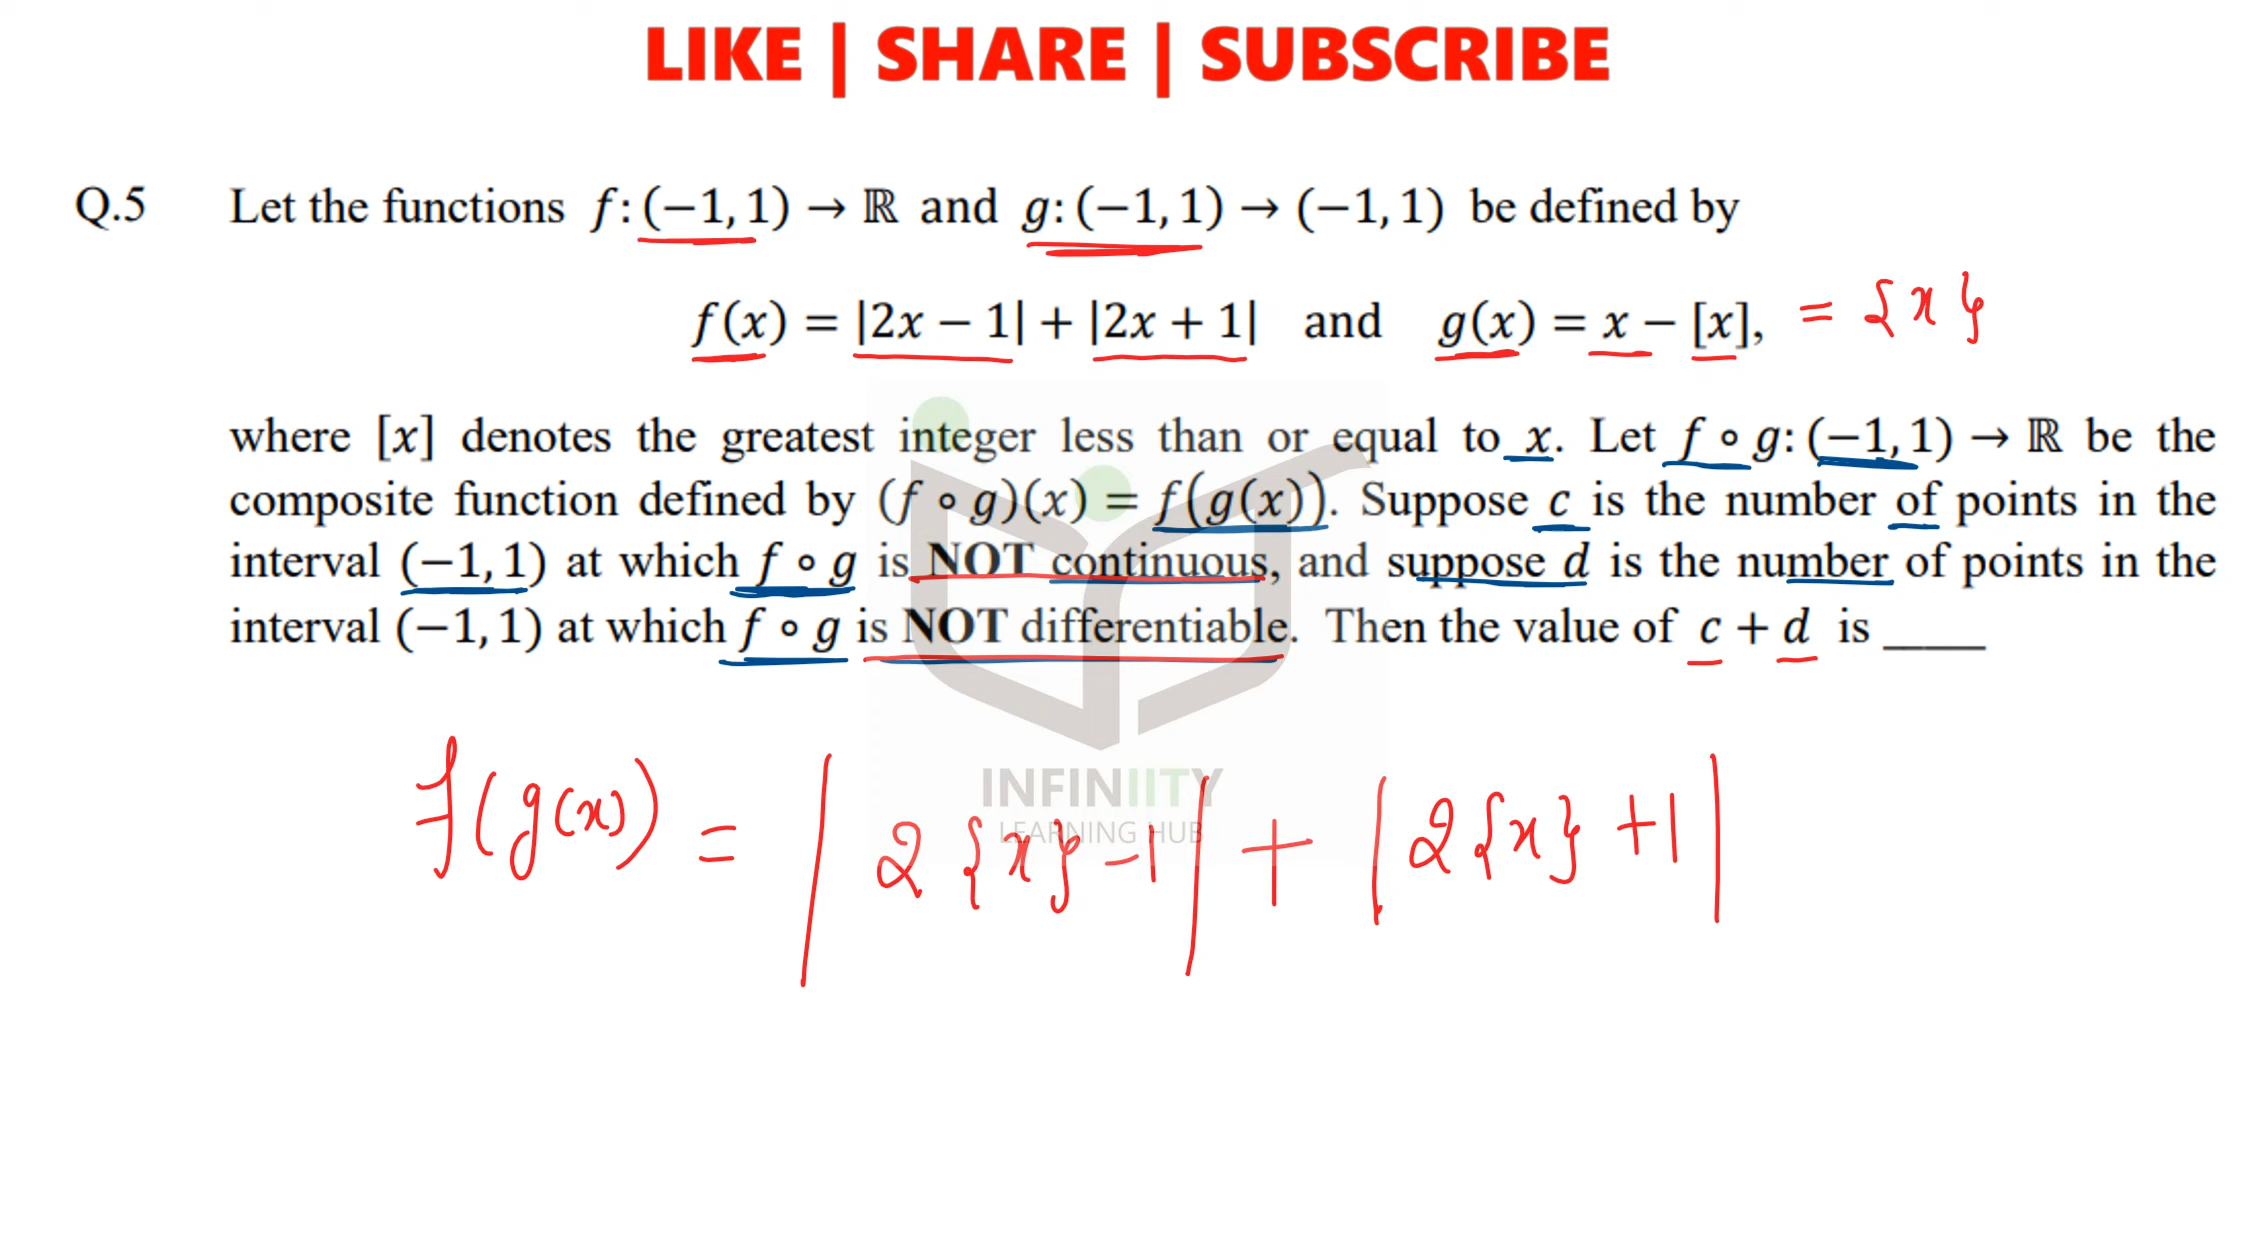 LIKE | SHARE | SUBSCRIBE
Q.5 Let the functions f: (−1, 1) → ℝ and g: (−1, 1) → (−1, 1) be defined by
f(x) = |2x − 1| + |2x + 1| and g(x) = x − [x], = {x}
where [x] denotes the greatest integer less than or equal to x. Let f ∘ g: (−1, 1) → ℝ be the
composite function defined by (f ∘ g)(x) = f(g(x)). Suppose c is the number of points in the
interval (−1, 1) at which f ∘ g is NOT continuous, and suppose d is the number of points in the
interval (−1, 1) at which f ∘ g is NOT differentiable. Then the value of c + d is ____
INFINIITY
LEARNING HUB
f(g(x)) = |2{x}−1| + |2{x}+1|